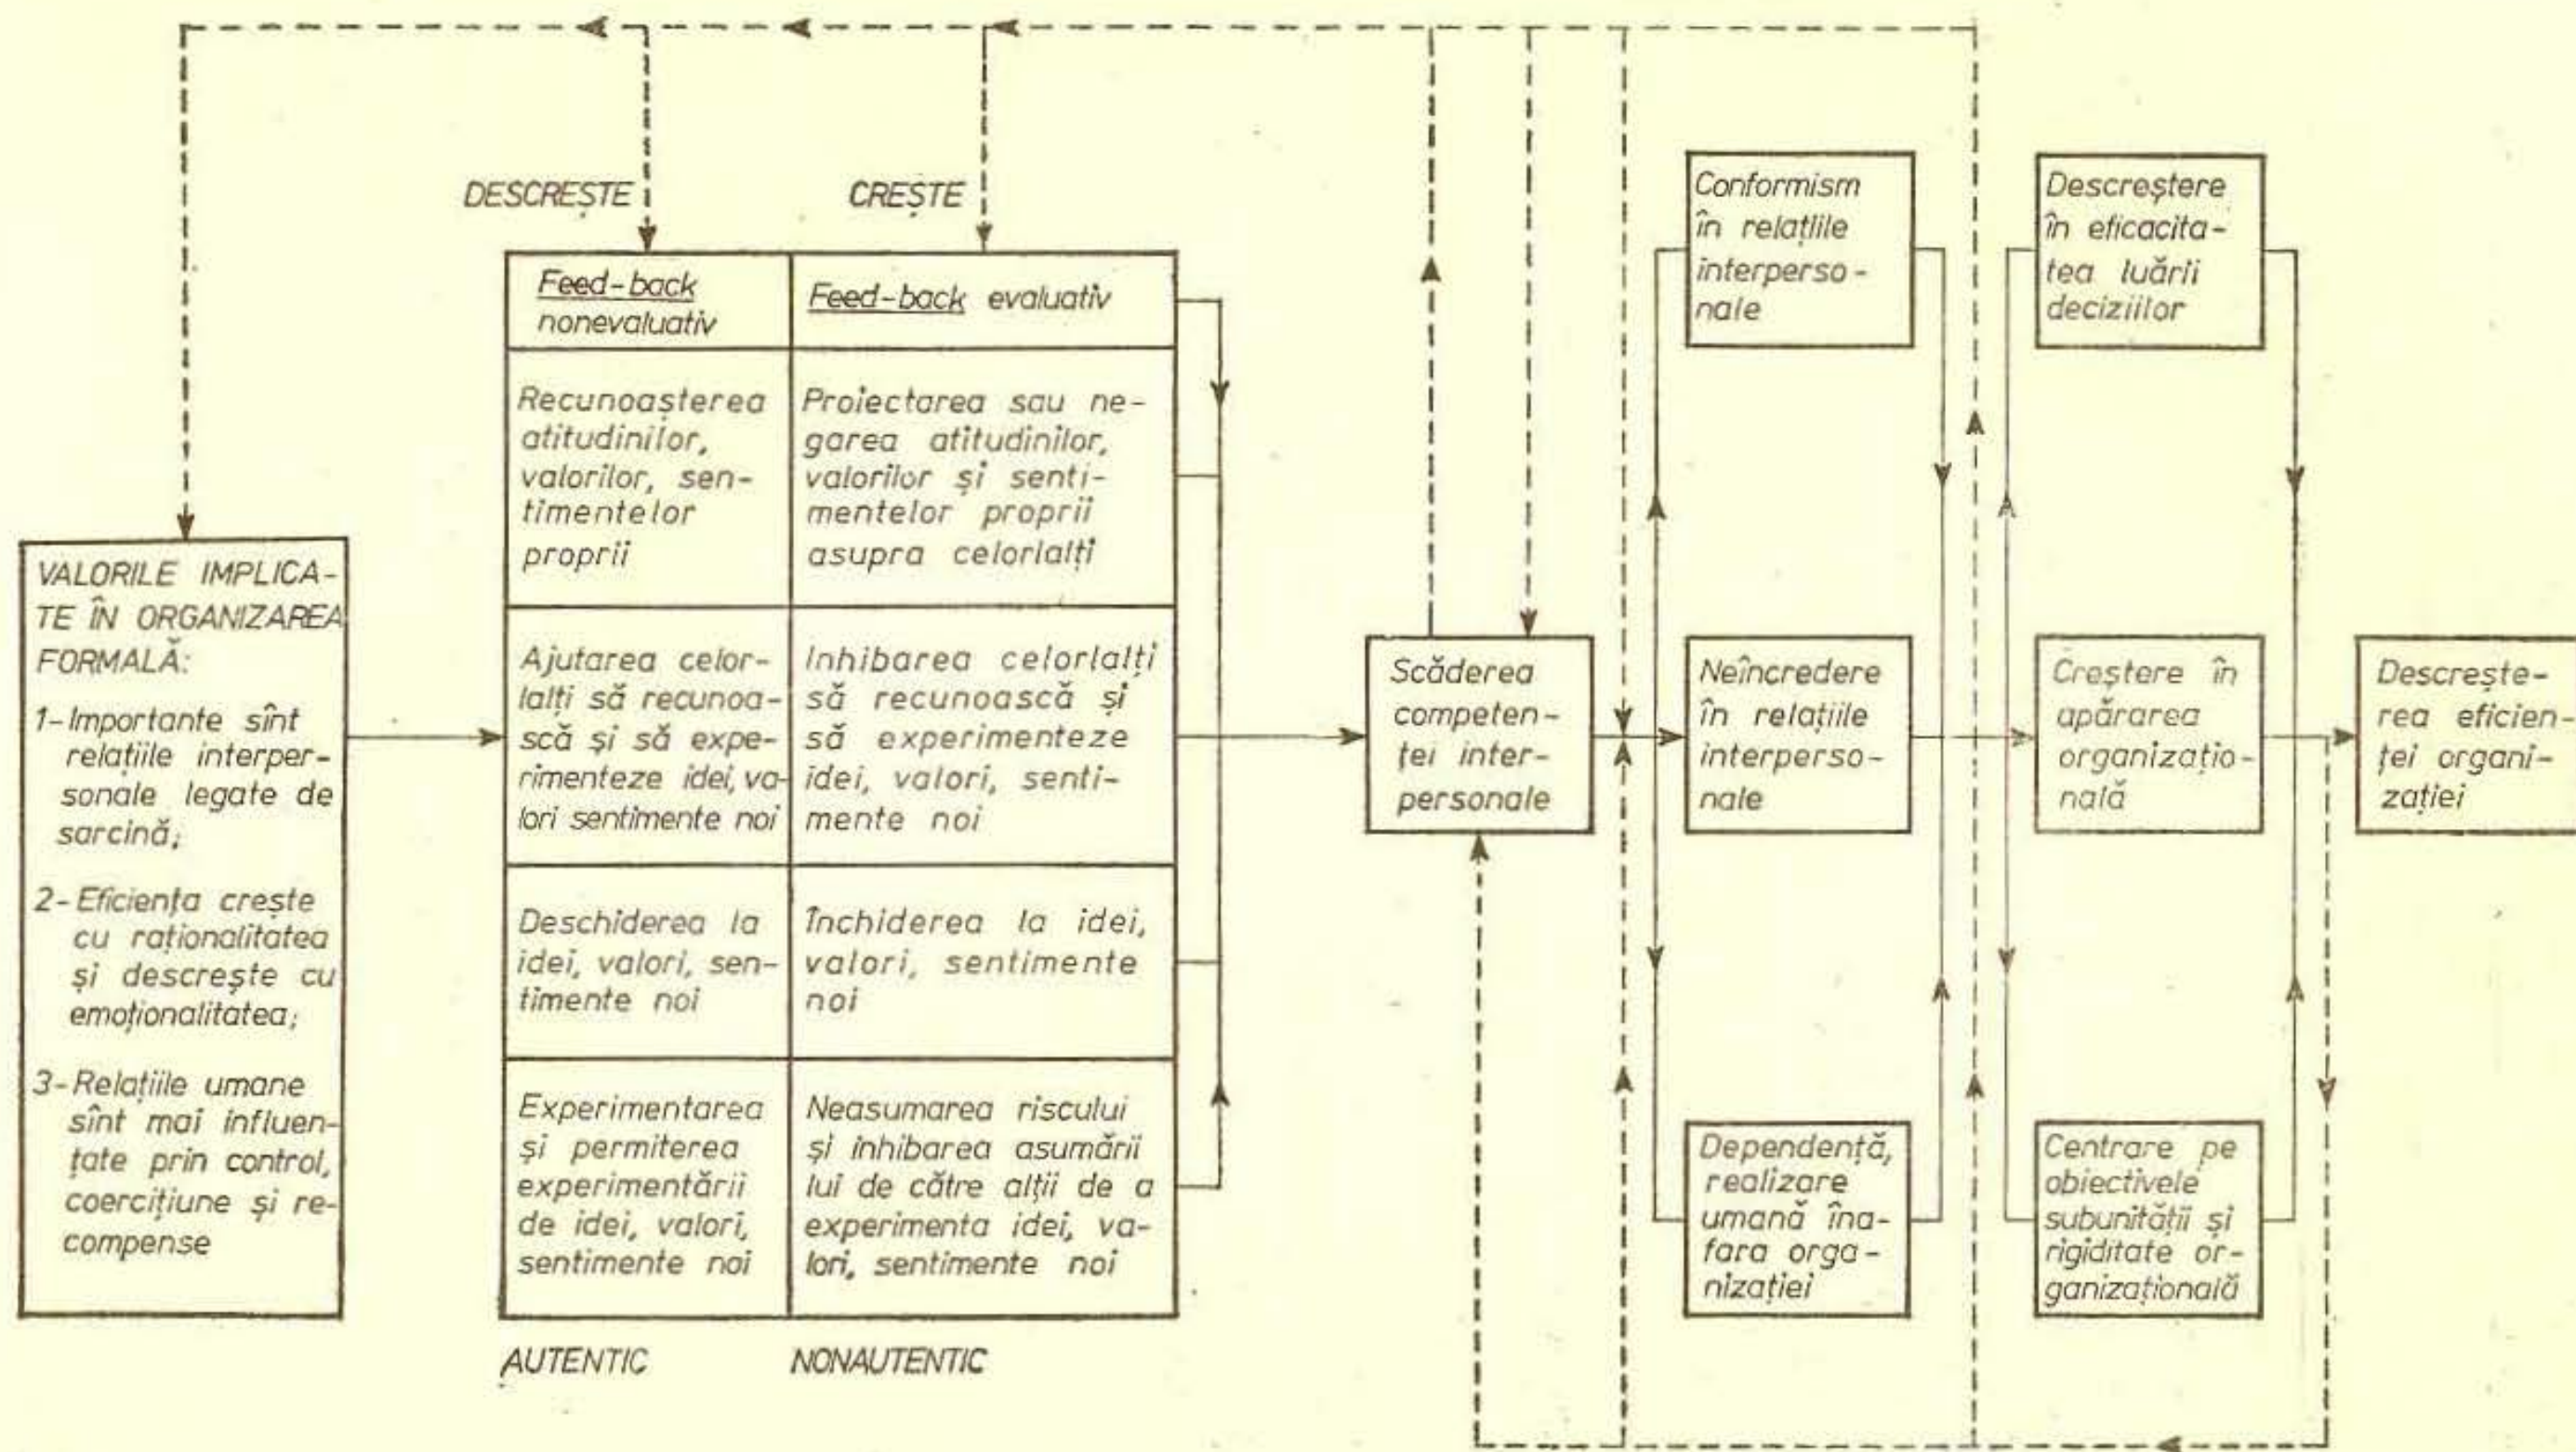 DESCREȘTE
CREȘTE
VALORILE IMPLICA-
TE ÎN ORGANIZAREA
FORMALĂ:
1-Importante sînt
relațiile interper-
sonale legate de
sarcină;
2-Eficiența crește
cu raționalitatea
și descrește cu
emoționalitatea;
3-Relațiile umane
sînt mai influen-
țate prin control,
coercițiune și re-
compense
Feed-back
nonevaluativ
Feed-back evaluativ
Recunoașterea
atitudinilor,
valorilor, sen-
timentelor
proprii
Proiectarea sau ne-
garea atitudinilor,
valorilor și senti-
mentelor proprii
asupra celorlalți
Ajutarea celor-
lalți să recunoa-
scă și să expe-
rimenteze idei, va-
lori sentimente noi
Inhibarea celorlalți
să recunoască și
să experimenteze
idei, valori, senti-
mente noi
Deschiderea la
idei, valori, sen-
timente noi
Închiderea la idei,
valori, sentimente
noi
Experimentarea
și permiterea
experimentării
de idei, valori,
sentimente noi
Neasumarea riscului
și inhibarea asumării
lui de către alții de a
experimenta idei, va-
lori, sentimente noi
AUTENTIC
NONAUTENTIC
Scăderea
competen-
ței inter-
personale
Conformism
în relațiile
interperso-
nale
Neîncredere
în relațiile
interperso-
nale
Dependență,
realizare
umană îna-
fara orga-
nizației
Descreștere
în eficacita-
tea luării
deciziilor
Creștere în
apărarea
organizațio-
nală
Centrare pe
obiectivele
subunității și
rigiditate or-
ganizațională
Descrește-
rea eficien-
ței organi-
zației